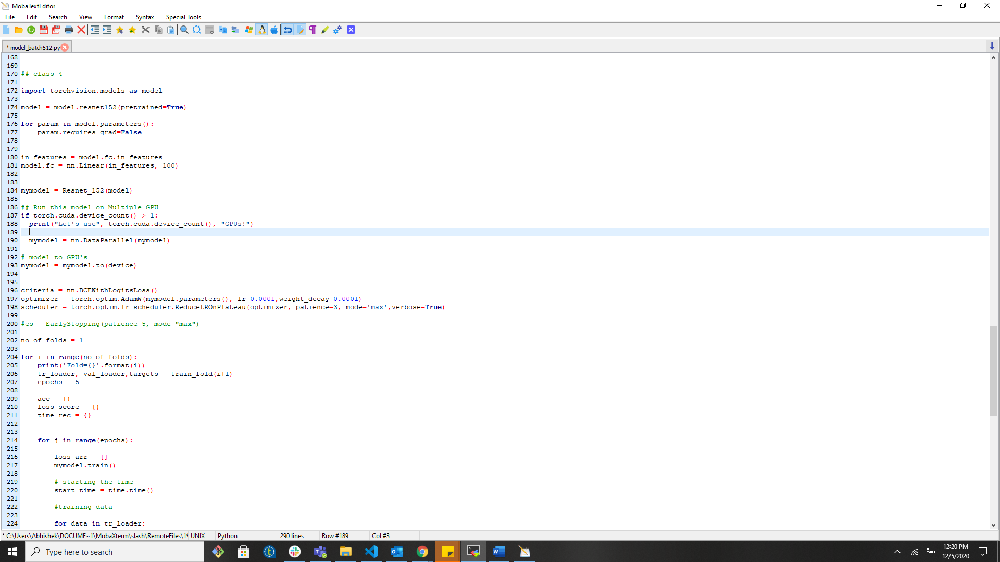 MobaTextEditor
File Edit Search View Format Syntax Special Tools
*model_batch512.py
168
169
170 ## class 4
171
172 import torchvision.models as model
173
174 model = model.resnet152(pretrained=True)
175
176 for param in model.parameters():
177 param.requires_grad=False
178
179
180 in_features = model.fc.in_features
181 model.fc = nn.Linear(in_features, 100)
182
183
184 mymodel = Resnet_152(model)
185
186 ## Run this model on Multiple GPU
187 if torch.cuda.device_count() > 1:
188 print("Let's use", torch.cuda.device_count(), "GPUs!")
189
190 mymodel = nn.DataParallel(mymodel)
191
192 # model to GPU's
193 mymodel = mymodel.to(device)
194
195
196 criteria = nn.BCEWithLogitsLoss()
197 optimizer = torch.optim.AdamW(mymodel.parameters(), lr=0.0001,weight_decay=0.0001)
198 scheduler = torch.optim.lr_scheduler.ReduceLROnPlateau(optimizer, patience=3, mode='max',verbose=True)
199
200 #es = EarlyStopping(patience=5, mode="max")
201
202 no_of_folds = 1
203
204 for i in range(no_of_folds):
205 print('Fold={}'.format(i))
206 tr_loader, val_loader,targets = train_fold(i+1)
207 epochs = 5
208
209 acc = {}
210 loss_score = {}
211 time_rec = {}
212
213
214 for j in range(epochs):
215
216 loss_arr = []
217 mymodel.train()
218
219 # starting the time
220 start_time = time.time()
221
222 #training data
223
224 for data in tr_loader:
* C:\Users\Abhishek\DOCUME~1\MobaXterm\slash\RemoteFiles\19 UNIX Python 290 lines Row #189 Col #3
Type here to search
12:20 PM
12/5/2020